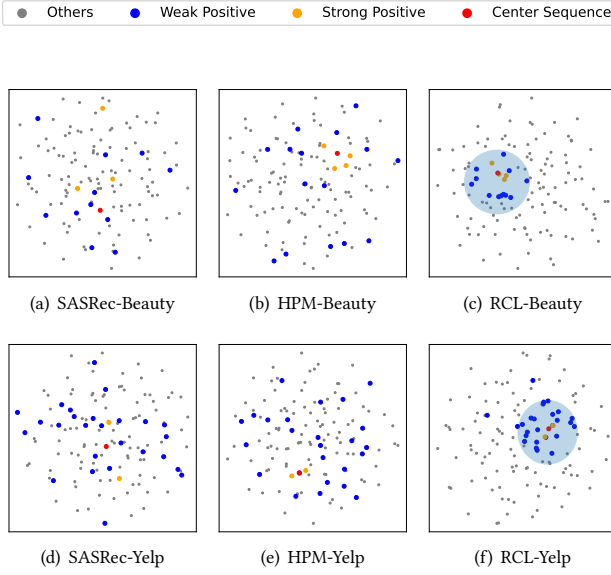 Others Weak Positive Strong Positive Center Sequence
(a) SASRec-Beauty (b) HPM-Beauty (c) RCL-Beauty
(d) SASRec-Yelp (e) HPM-Yelp (f) RCL-Yelp